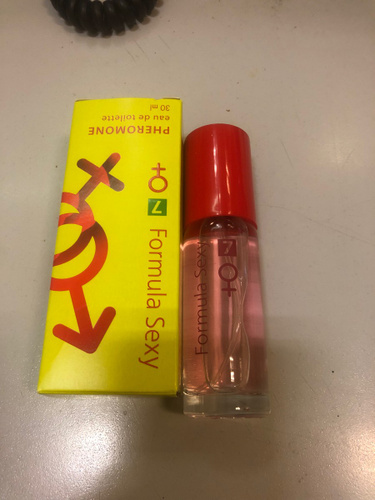 PHEROMONE
eau de toilette
30 ml
7 Formula Sexy
Formula Sexy 7